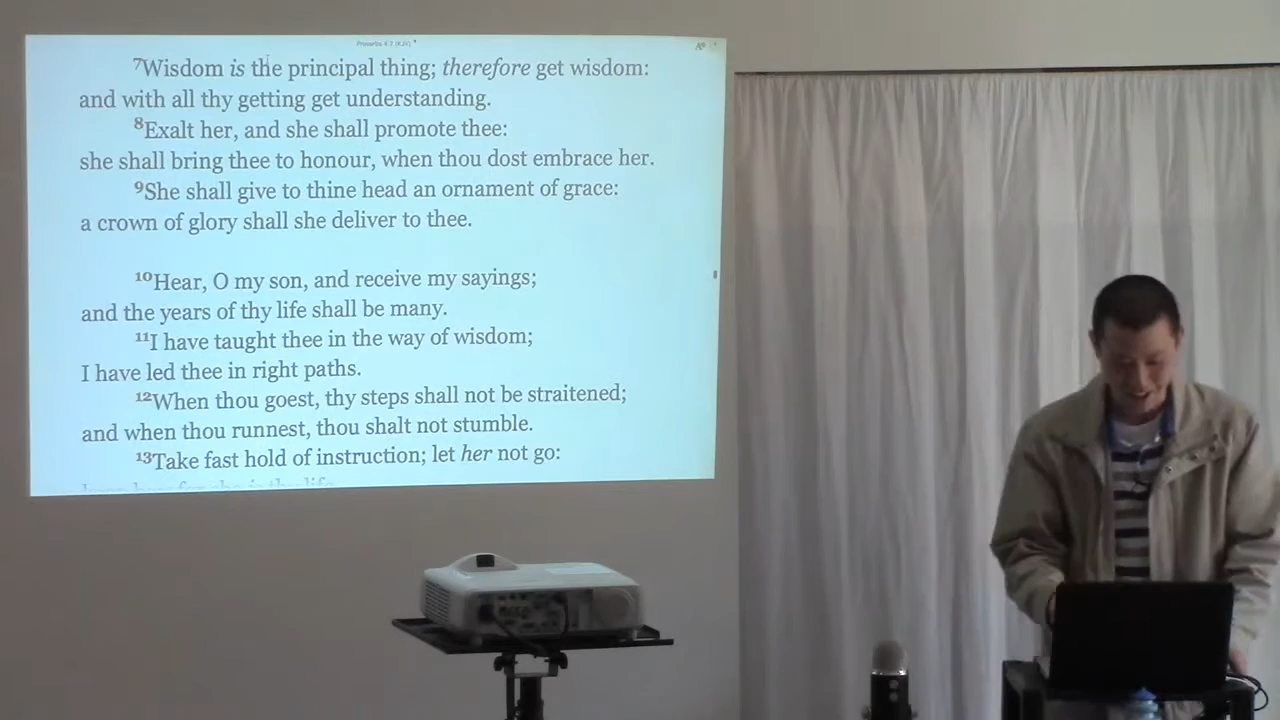 Proverbs 4:7 (KJV)
7Wisdom is the principal thing; therefore get wisdom:
and with all thy getting get understanding.
8Exalt her, and she shall promote thee:
she shall bring thee to honour, when thou dost embrace her.
9She shall give to thine head an ornament of grace:
a crown of glory shall she deliver to thee.
10Hear, O my son, and receive my sayings;
and the years of thy life shall be many.
11I have taught thee in the way of wisdom;
I have led thee in right paths.
12When thou goest, thy steps shall not be straitened;
and when thou runnest, thou shalt not stumble.
13Take fast hold of instruction; let her not go: